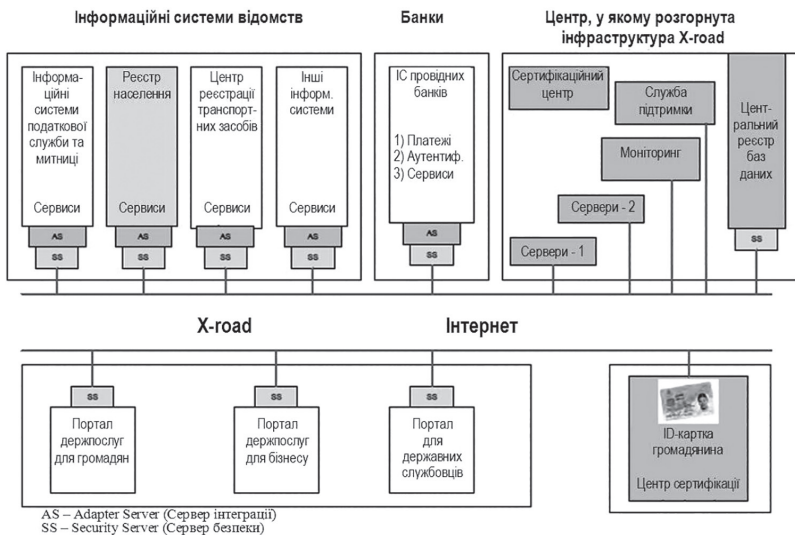 Інформаційні системи відомств
Банки
Центр, у якому розгорнута
інфраструктура X-road
Інформа-
ційні
системи
податкової
служби та
митниці
Сервиси
AS
SS
Реєстр
населення
Сервиси
AS
SS
Центр
реєстрації
транспорт-
них засобів
Сервиси
AS
SS
Інші
інформ.
системи
Сервиси
AS
SS
ІС провідних
банків
1) Платежі
2) Аутентиф.
3) Сервиси
AS
SS
Сертифікаційний
центр
Служба
підтримки
Моніторинг
Сервери - 2
Сервери - 1
Цент-
ральний
реєстр
баз
даних
SS
X-road
Інтернет
SS
Портал
держпослуг
для громадян
SS
Портал
держпослуг
для бізнесу
SS
Портал
для
державних
службовців
ID-картка
громадянина
Центр сертифікації
AS – Adapter Server (Сервер інтеграції)
SS – Security Server (Сервер безпеки)